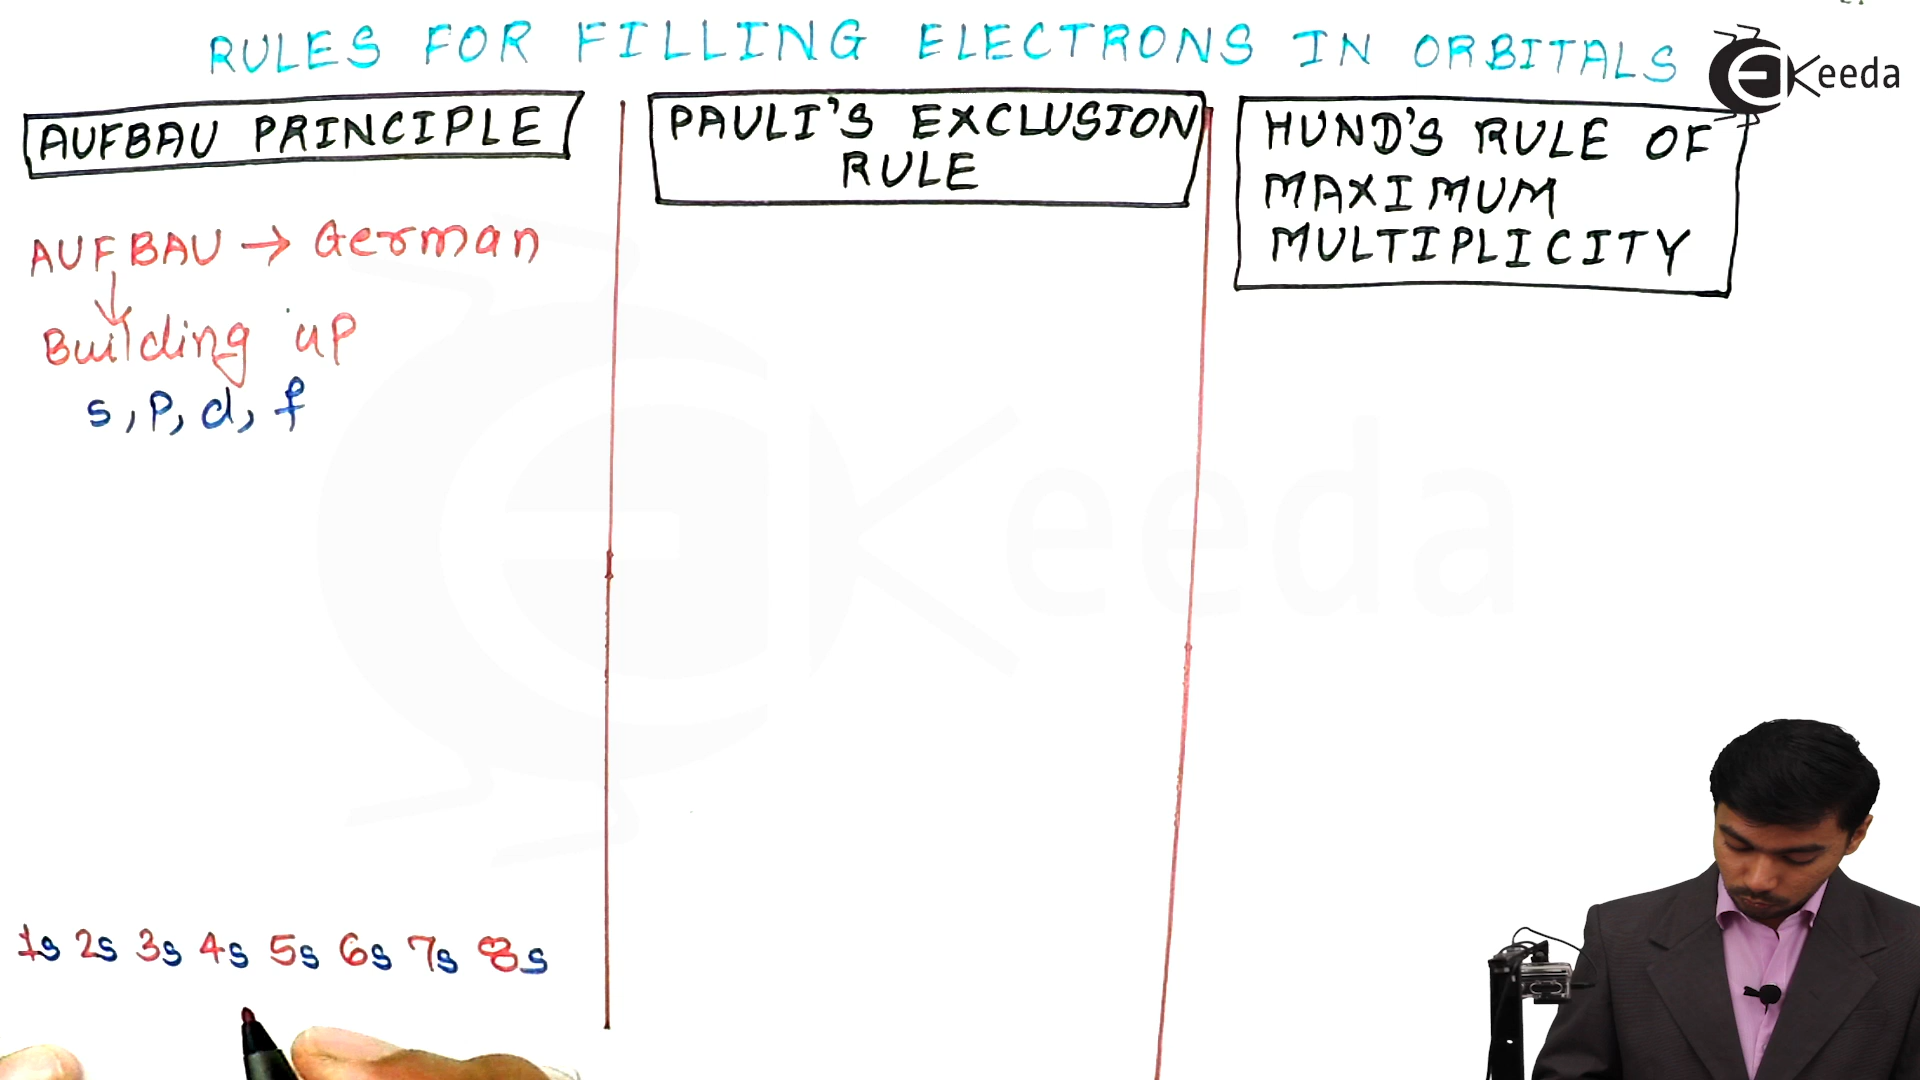 RULES FOR FILLING ELECTRONS IN ORBITALS
EKeeda
AUFBAU PRINCIPLE
AUFBAU → German
Building up
s, p, d, f
1s 2s 3s 4s 5s 6s 7s 8s
PAULI'S EXCLUSION
RULE
HUND'S RULE OF
MAXIMUM
MULTIPLICITY
Keeda